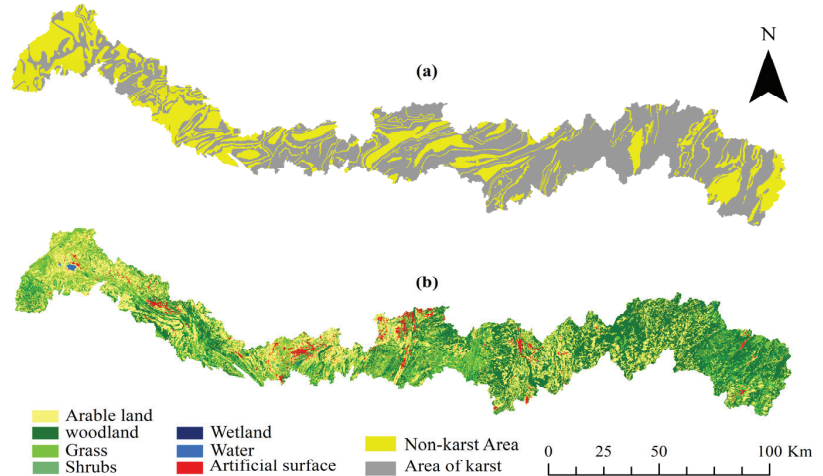 N
(a)
(b)
Arable land
woodland
Grass
Shrubs
Wetland
Water
Artificial surface
Non-karst Area
Area of karst
0 25 50 100 Km